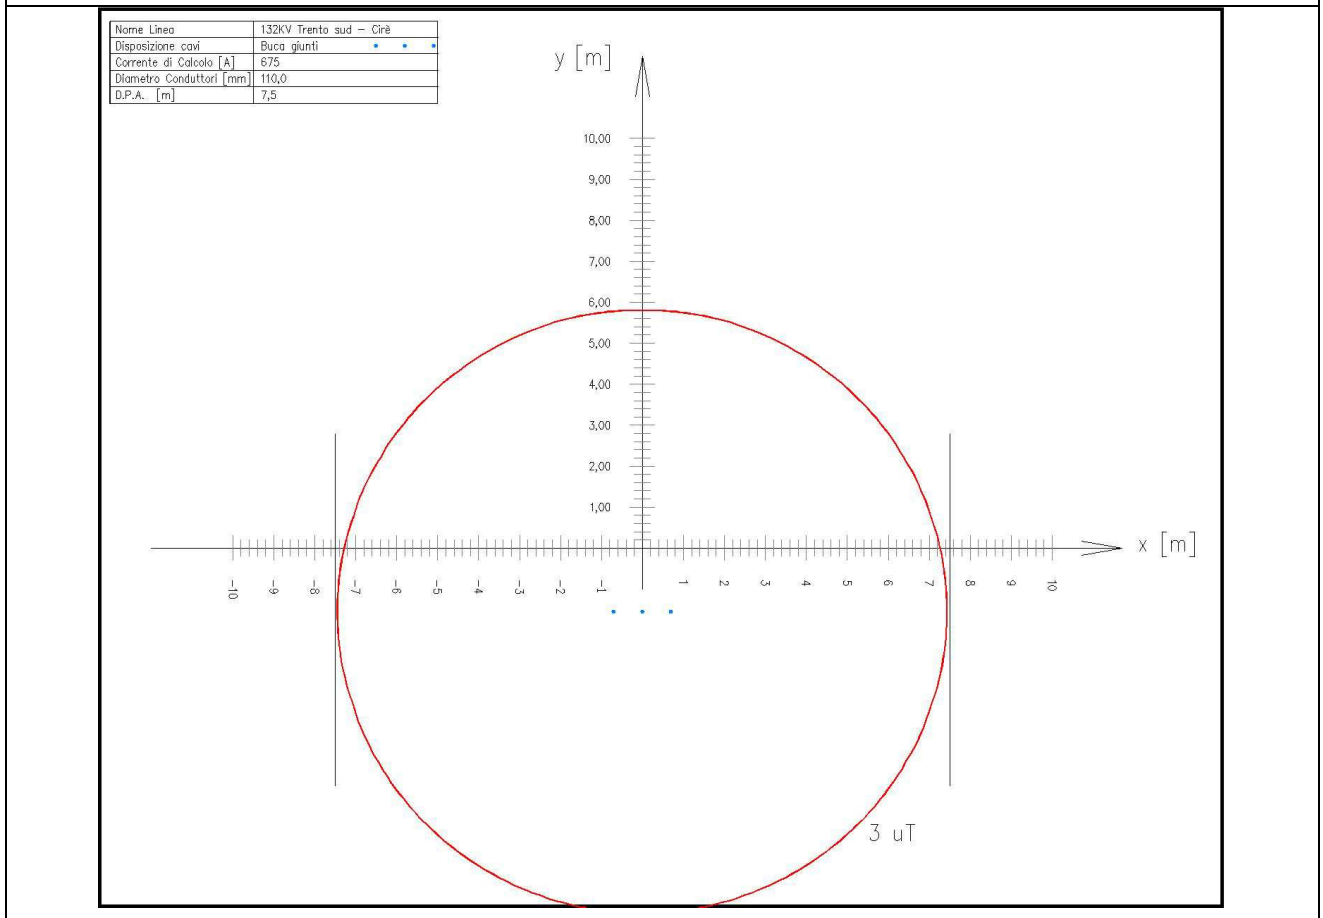 Nome Linea 132KV Trento sud - Cirè
Disposizione cavi Buca giunti
Corrente di Calcolo [A] 675
Diametro Conduttori [mm] 110,0
D.P.A. [m] 7,5
y [m]
10,00
9,00
8,00
7,00
6,00
5,00
4,00
3,00
2,00
1,00
x [m]
-10 -9 -8 -7 -6 -5 -4 -3 -2 -1 1 2 3 4 5 6 7 8 9 10
3 uT